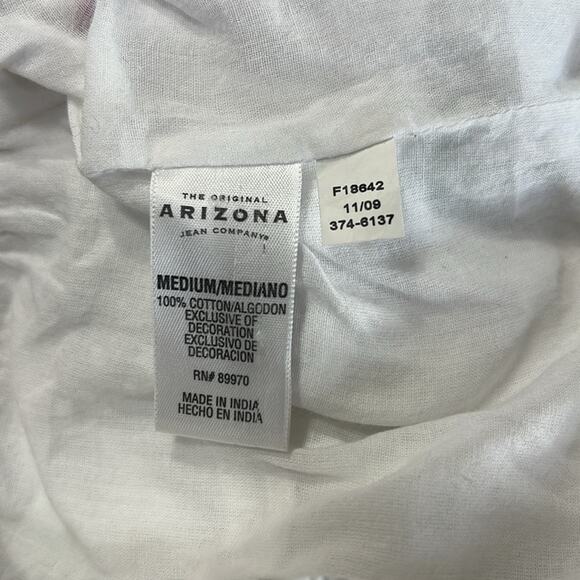 THE ORIGINAL
ARIZONA
JEAN COMPANY®
MEDIUM/MEDIANO
100% COTTON/ALGODON
EXCLUSIVE OF
DECORATION
EXCLUSIVO DE
DECORACION
RN# 89970
MADE IN INDIA
HECHO EN INDIA
F18642
11/09
374-6137